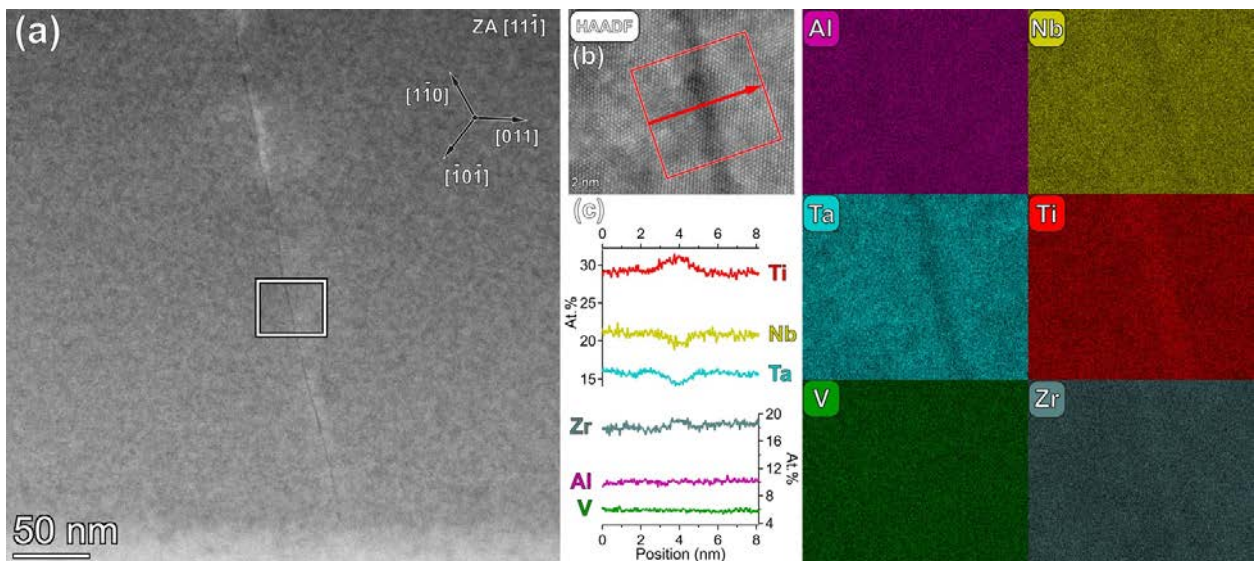 (a)
ZA [111̄]
[11̄0]
[011]
[1̄01̄]
50 nm
HAADF
(b)
2 nm
(c)
0 2 4 6 8
30
25
20
15
At.%
Ti
Nb
Ta
Zr
Al
V
20
16
12
8
4
At.%
0 2 4 6 8
Position (nm)
Al
Nb
Ta
Ti
V
Zr